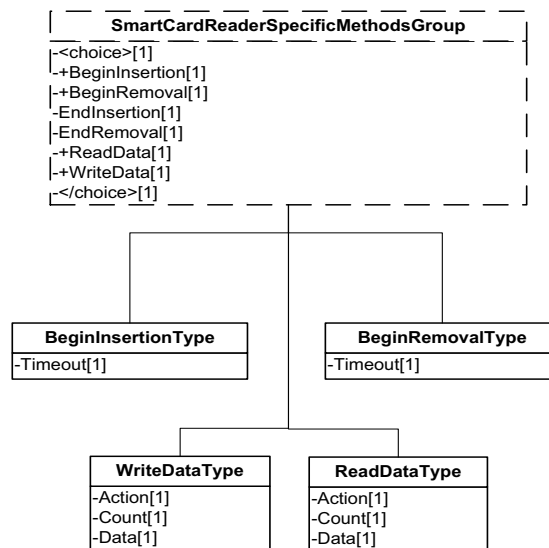 SmartCardReaderSpecificMethodsGroup
-<choice>[1]
-+BeginInsertion[1]
-+BeginRemoval[1]
-EndInsertion[1]
-EndRemoval[1]
-+ReadData[1]
-+WriteData[1]
-</choice>[1]
BeginInsertionType
-Timeout[1]
BeginRemovalType
-Timeout[1]
WriteDataType
-Action[1]
-Count[1]
-Data[1]
ReadDataType
-Action[1]
-Count[1]
-Data[1]